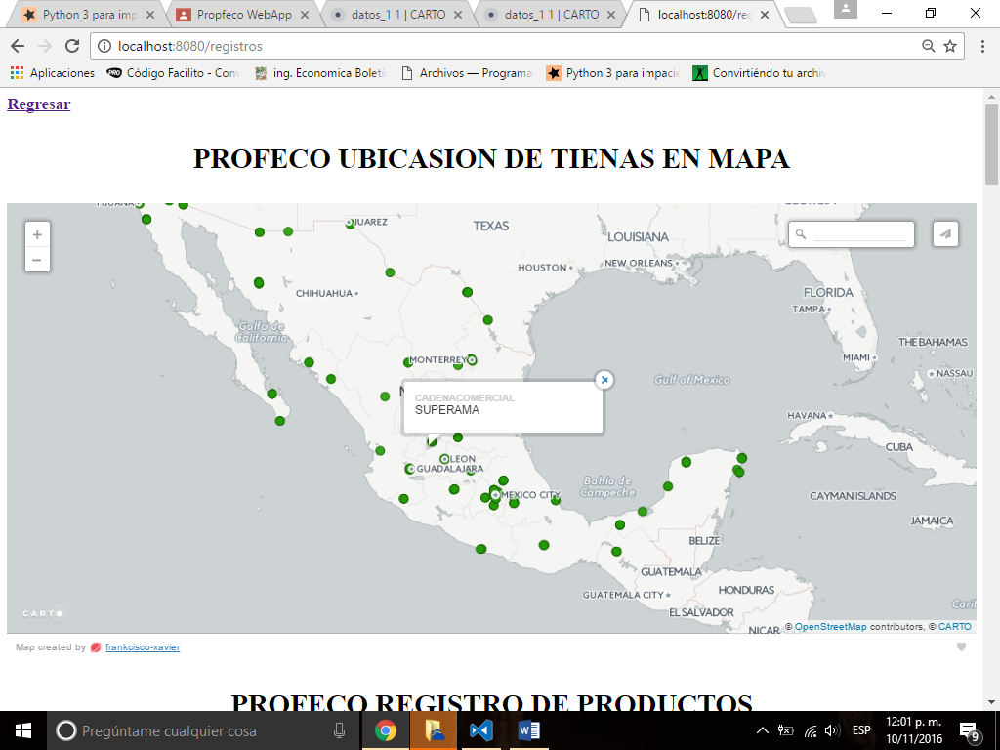 Python 3 para imp
Propfeco WebApp
datos_1 1 | CARTO
datos_1 1 | CARTO
localhost:8080/reg
localhost:8080/registros
Aplicaciones
Código Facilito - Conv
ing. Economica Boletí
Archivos — Programa
Python 3 para impacie
Convirtiéndo tu archiv
Regresar
PROFECO UBICASION DE TIENAS EN MAPA
+
−
JUAREZ
TEXAS
LOUISIANA
HOUSTON
NEW ORLEANS
CHIHUAHUA
FLORIDA
TAMPA
Golfo de
California
THE BAHAMAS
MONTERREY
MIAMI
NASSAU
Gulf of Mexico
CADENACOMERCIAL
SUPERAMA
HAVANA
CUBA
LEON
GUADALAJARA
Bahía de
Campeche
MEXICO CITY
CAYMAN ISLANDS
JAMAICA
BELIZE
GUATEMALA
HONDURAS
GUATEMALA CITY
EL SALVADOR
CARTO
© OpenStreetMap contributors, © CARTO
Map created by frankcisco-xavier
PROFECO REGISTRO DE PRODUCTOS
Pregúntame cualquier cosa
ESP
12:01 p. m.
10/11/2016
9